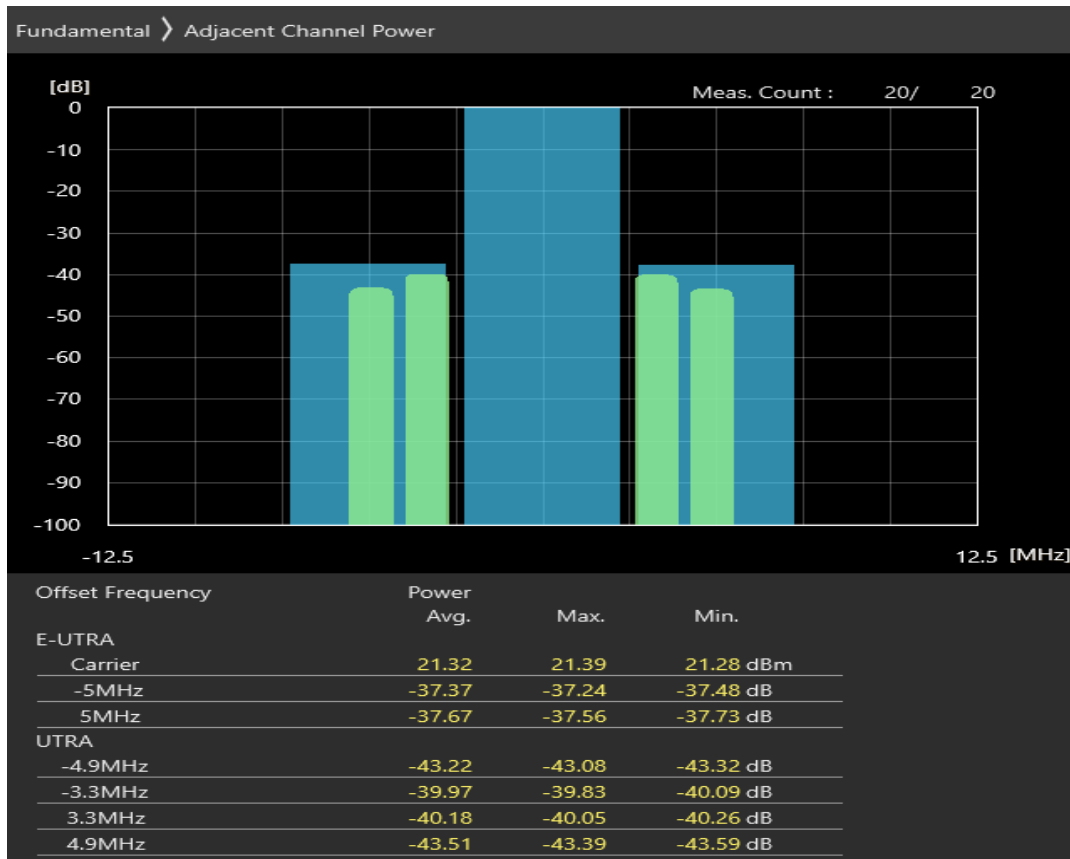 Fundamental 〉 Adjacent Channel Power
[dB]
Meas. Count : 20/ 20
0
-10
-20
-30
-40
-50
-60
-70
-80
-90
-100
-12.5 12.5 [MHz]
Offset Frequency Power
Avg. Max. Min.
E-UTRA
Carrier 21.32 21.39 21.28 dBm
-5MHz -37.37 -37.24 -37.48 dB
5MHz -37.67 -37.56 -37.73 dB
UTRA
-4.9MHz -43.22 -43.08 -43.32 dB
-3.3MHz -39.97 -39.83 -40.09 dB
3.3MHz -40.18 -40.05 -40.26 dB
4.9MHz -43.51 -43.39 -43.59 dB